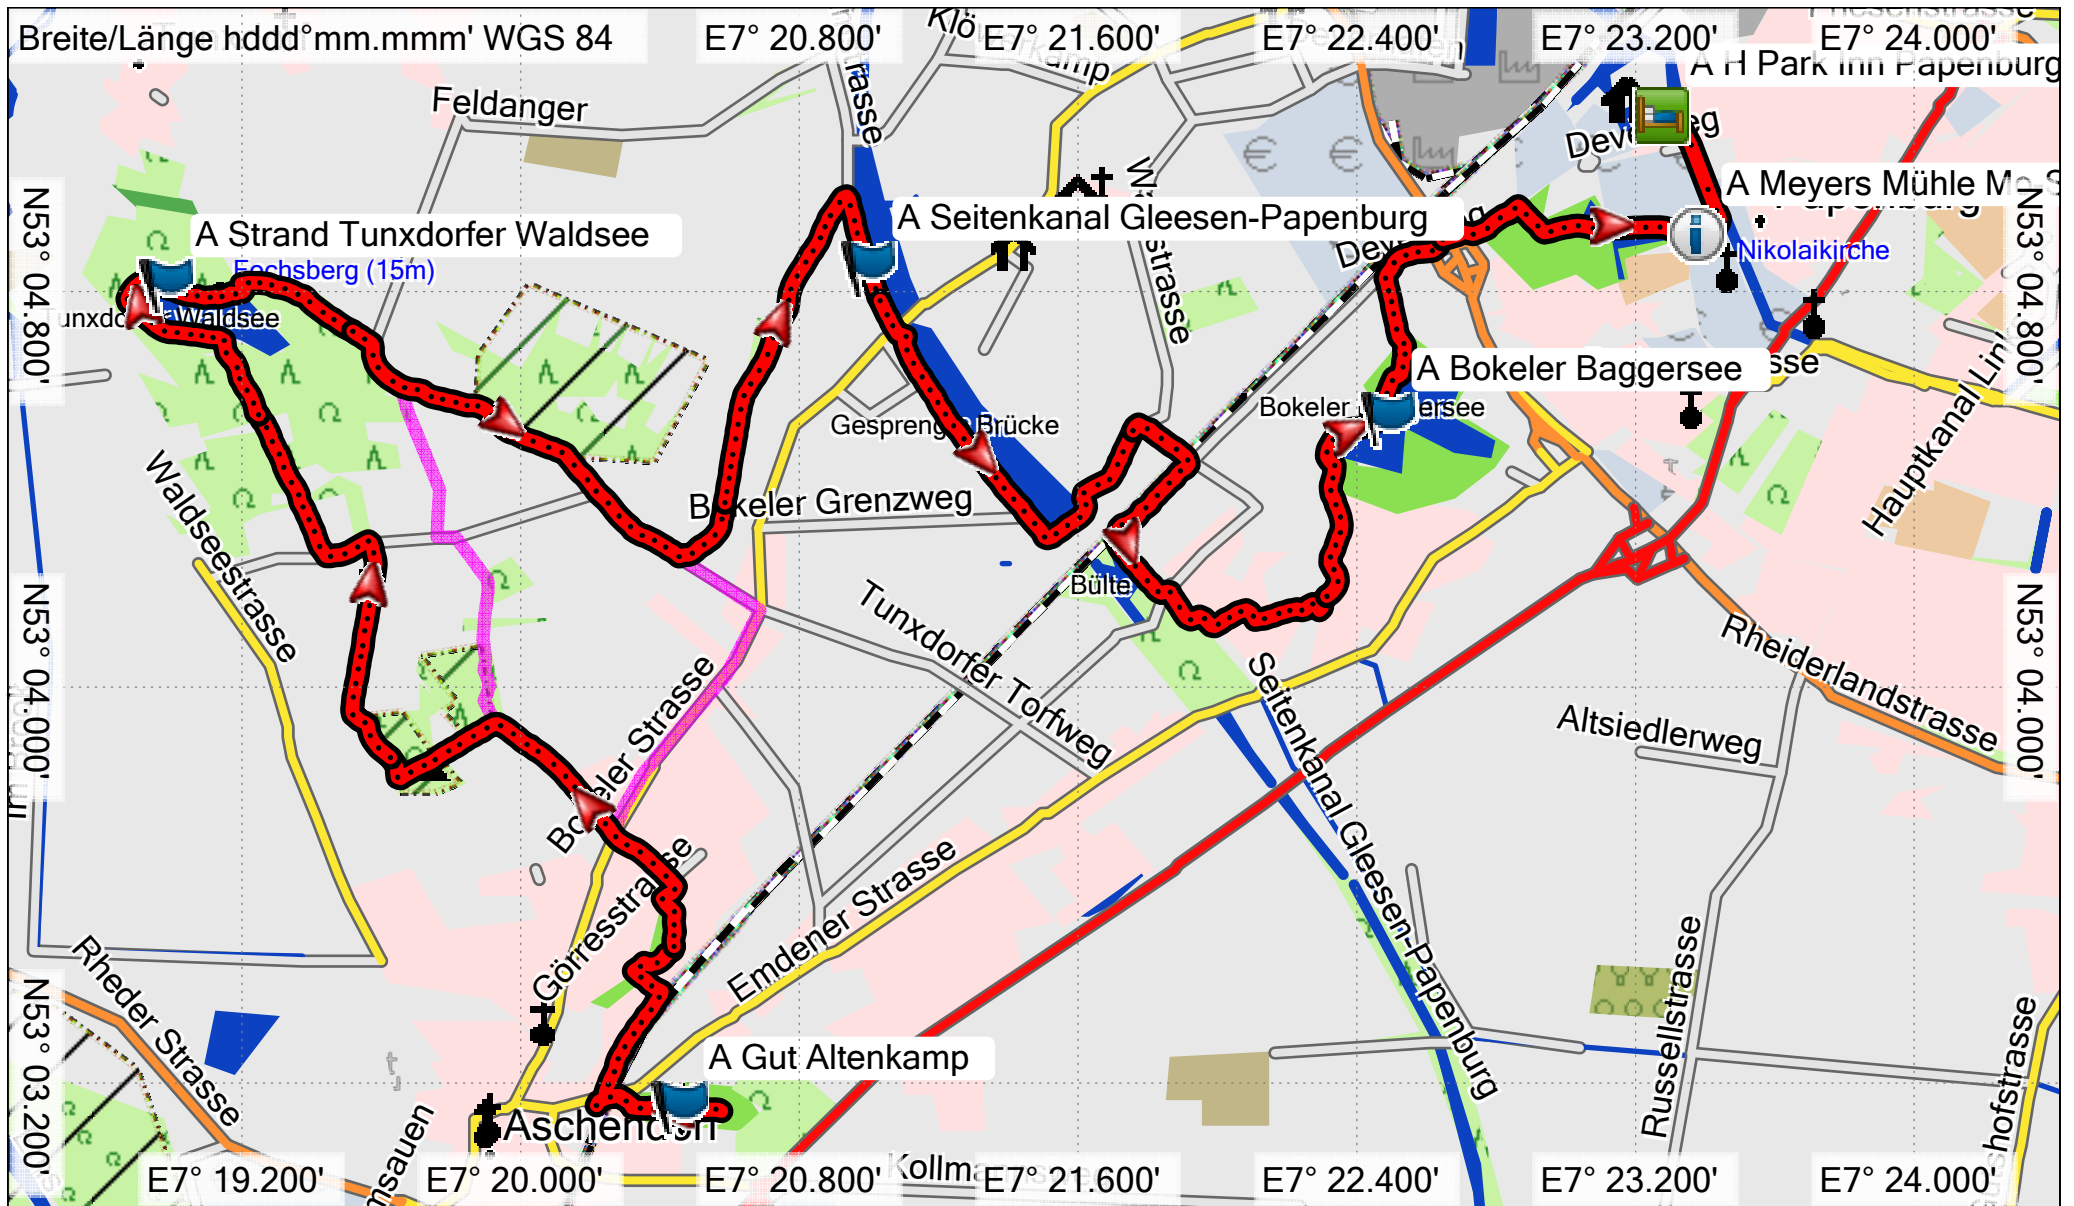 Breite/Länge hddd°mm.mmm' WGS 84
E7° 20.800'
E7° 21.600'
E7° 22.400'
E7° 23.200'
E7° 24.000'
A H Park Inn Papenburg
Feldanger
A Meyers Mühle
Papenburg
Nikolaikirche
A Seitenkanal Gleesen-Papenburg
A Strand Tunxdorfer Waldsee
Fochsberg (15m)
Waldsee
N53° 04.800'
N53° 04.800'
A Bokeler Baggersee
Bokeler
Brücke
Bokeler Grenzweg
Hauptkanal
Waldseestrasse
Bülte
Tunxdorfer Torfweg
N53° 04.000'
N53° 04.000'
Bokeler Strasse
Seitenkanal Gleesen-Papenburg
Rheiderlandstrasse
Altsiedlerweg
Görresstrasse
Emdener Strasse
Rheder Strasse
Russellstrasse
A Gut Altenkamp
Aschendorf
N53° 03.200'
E7° 19.200'
E7° 20.000'
E7° 20.800'
E7° 21.600'
E7° 22.400'
E7° 23.200'
E7° 24.000'